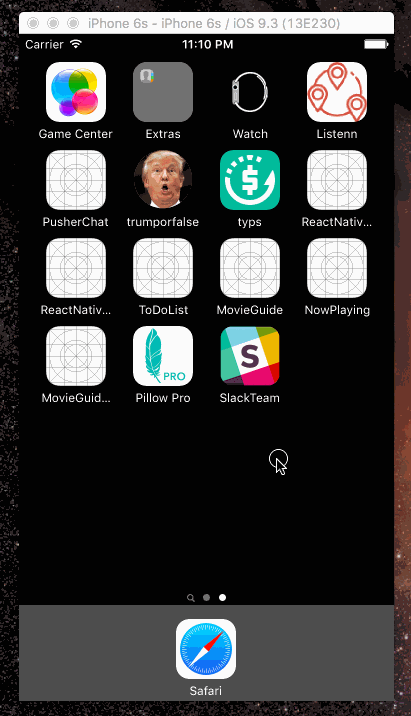 iPhone 6s - iPhone 6s / iOS 9.3 (13E230)
Carrier 11:10 PM
Game Center Extras Watch Listenn
PusherChat trumporfalse typs ReactNativ...
$
ReactNativ... ToDoList MovieGuide NowPlaying
PRO
S
MovieGuid... Pillow Pro SlackTeam
Safari